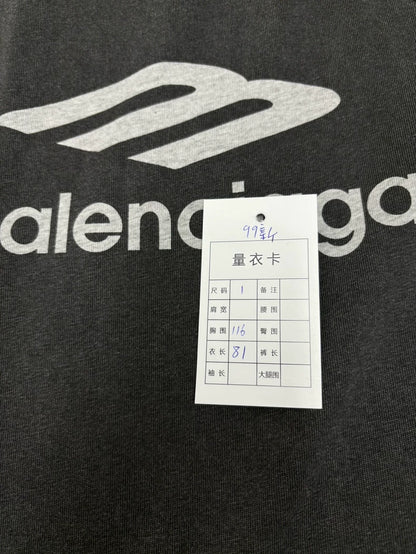 alenciaga
99新
量衣卡
尺码 1 备注
肩宽 腰围
胸围 116 臀围
衣长 81 裤长
袖长 大腿围